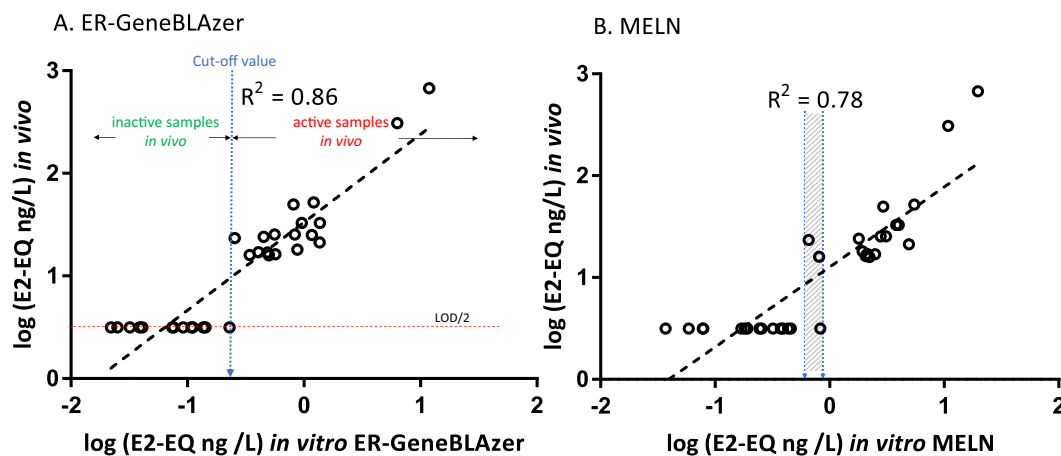 A. ER-GeneBLAzer
Cut-off value
R² = 0.86
inactive samples
in vivo
active samples
in vivo
LOD/2
log (E2-EQ ng/L) in vivo
3
2
1
0
-2
-1
0
1
2
log (E2-EQ ng /L) in vitro ER-GeneBLAzer
B. MELN
R² = 0.78
log (E2-EQ ng/L) in vivo
3
2
1
0
-2
-1
0
1
2
log (E2-EQ ng /L) in vitro MELN